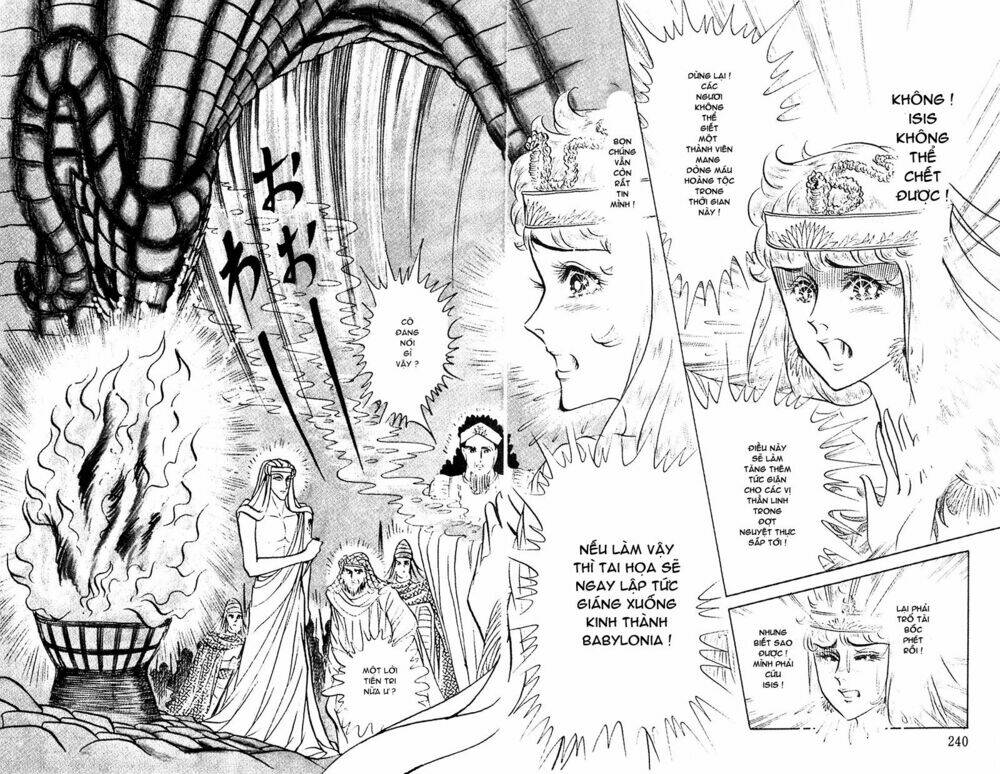 KHÔNG !
ISIS
KHÔNG
THỂ
CHẾT
ĐƯỢC !
DỪNG LẠI !
CÁC
NGƯƠI
KHÔNG
THỂ
GIẾT
MỘT
THÀNH VIÊN
MANG
DÒNG MÁU
HOÀNG TỘC
TRONG
THỜI GIAN
NÀY !
ĐIỀU NÀY
SẼ LÀM
TĂNG THÊM
TỨC GIẬN
CHO CÁC VỊ
THẦN LINH
TRONG
ĐỢT
NGUYỆT THỰC
SẮP TỚI !
LẠI PHẢI
TRỔ TÀI
BỐC
PHÉT
RỒI !
NHƯNG
BIẾT SAO
ĐƯỢC !
MÌNH PHẢI
CỨU
ISIS !
BỌN
CHÚNG
VẪN
CÒN
RẤT
TIN
MÌNH !
NẾU LÀM VẬY
THÌ TAI HỌA SẼ
NGAY LẬP TỨC
GIÁNG XUỐNG
KINH THÀNH
BABYLONIA !
CÔ
ĐANG
NÓI
GÌ
VẬY ?
おおおわーー
MỘT LỜI
TIÊN TRI
NỮA Ư ?
240